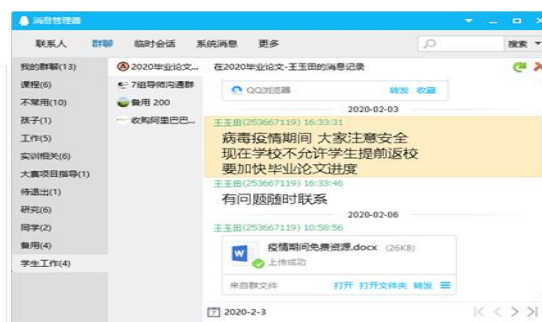 消息管理器
联系人 群聊 临时会话 系统消息 更多 搜索
我的群聊(13)
课程(6)
不常用(10)
孩子(1)
工作(5)
实训相关(6)
大赛项目指导(1)
待退出(1)
研究(6)
同学(2)
备用(4)
学生工作(4)
2020毕业论文...
7组导师沟通群
备用 200
收购阿里巴巴...
在2020毕业论文-王玉田的消息记录
QQ浏览器 转发 收藏
2020-02-03
王玉田(253667119) 16:33:31
病毒疫情期间 大家注意安全
现在学校不允许学生提前返校
要加快毕业论文进度
王玉田(253667119) 16:33:46
有问题随时联系
2020-02-06
王玉田(253667119) 10:58:56
疫情期间免费资源.docx (26KB)
上传成功
来自群文件 打开 打开文件夹 转发
2020-2-3